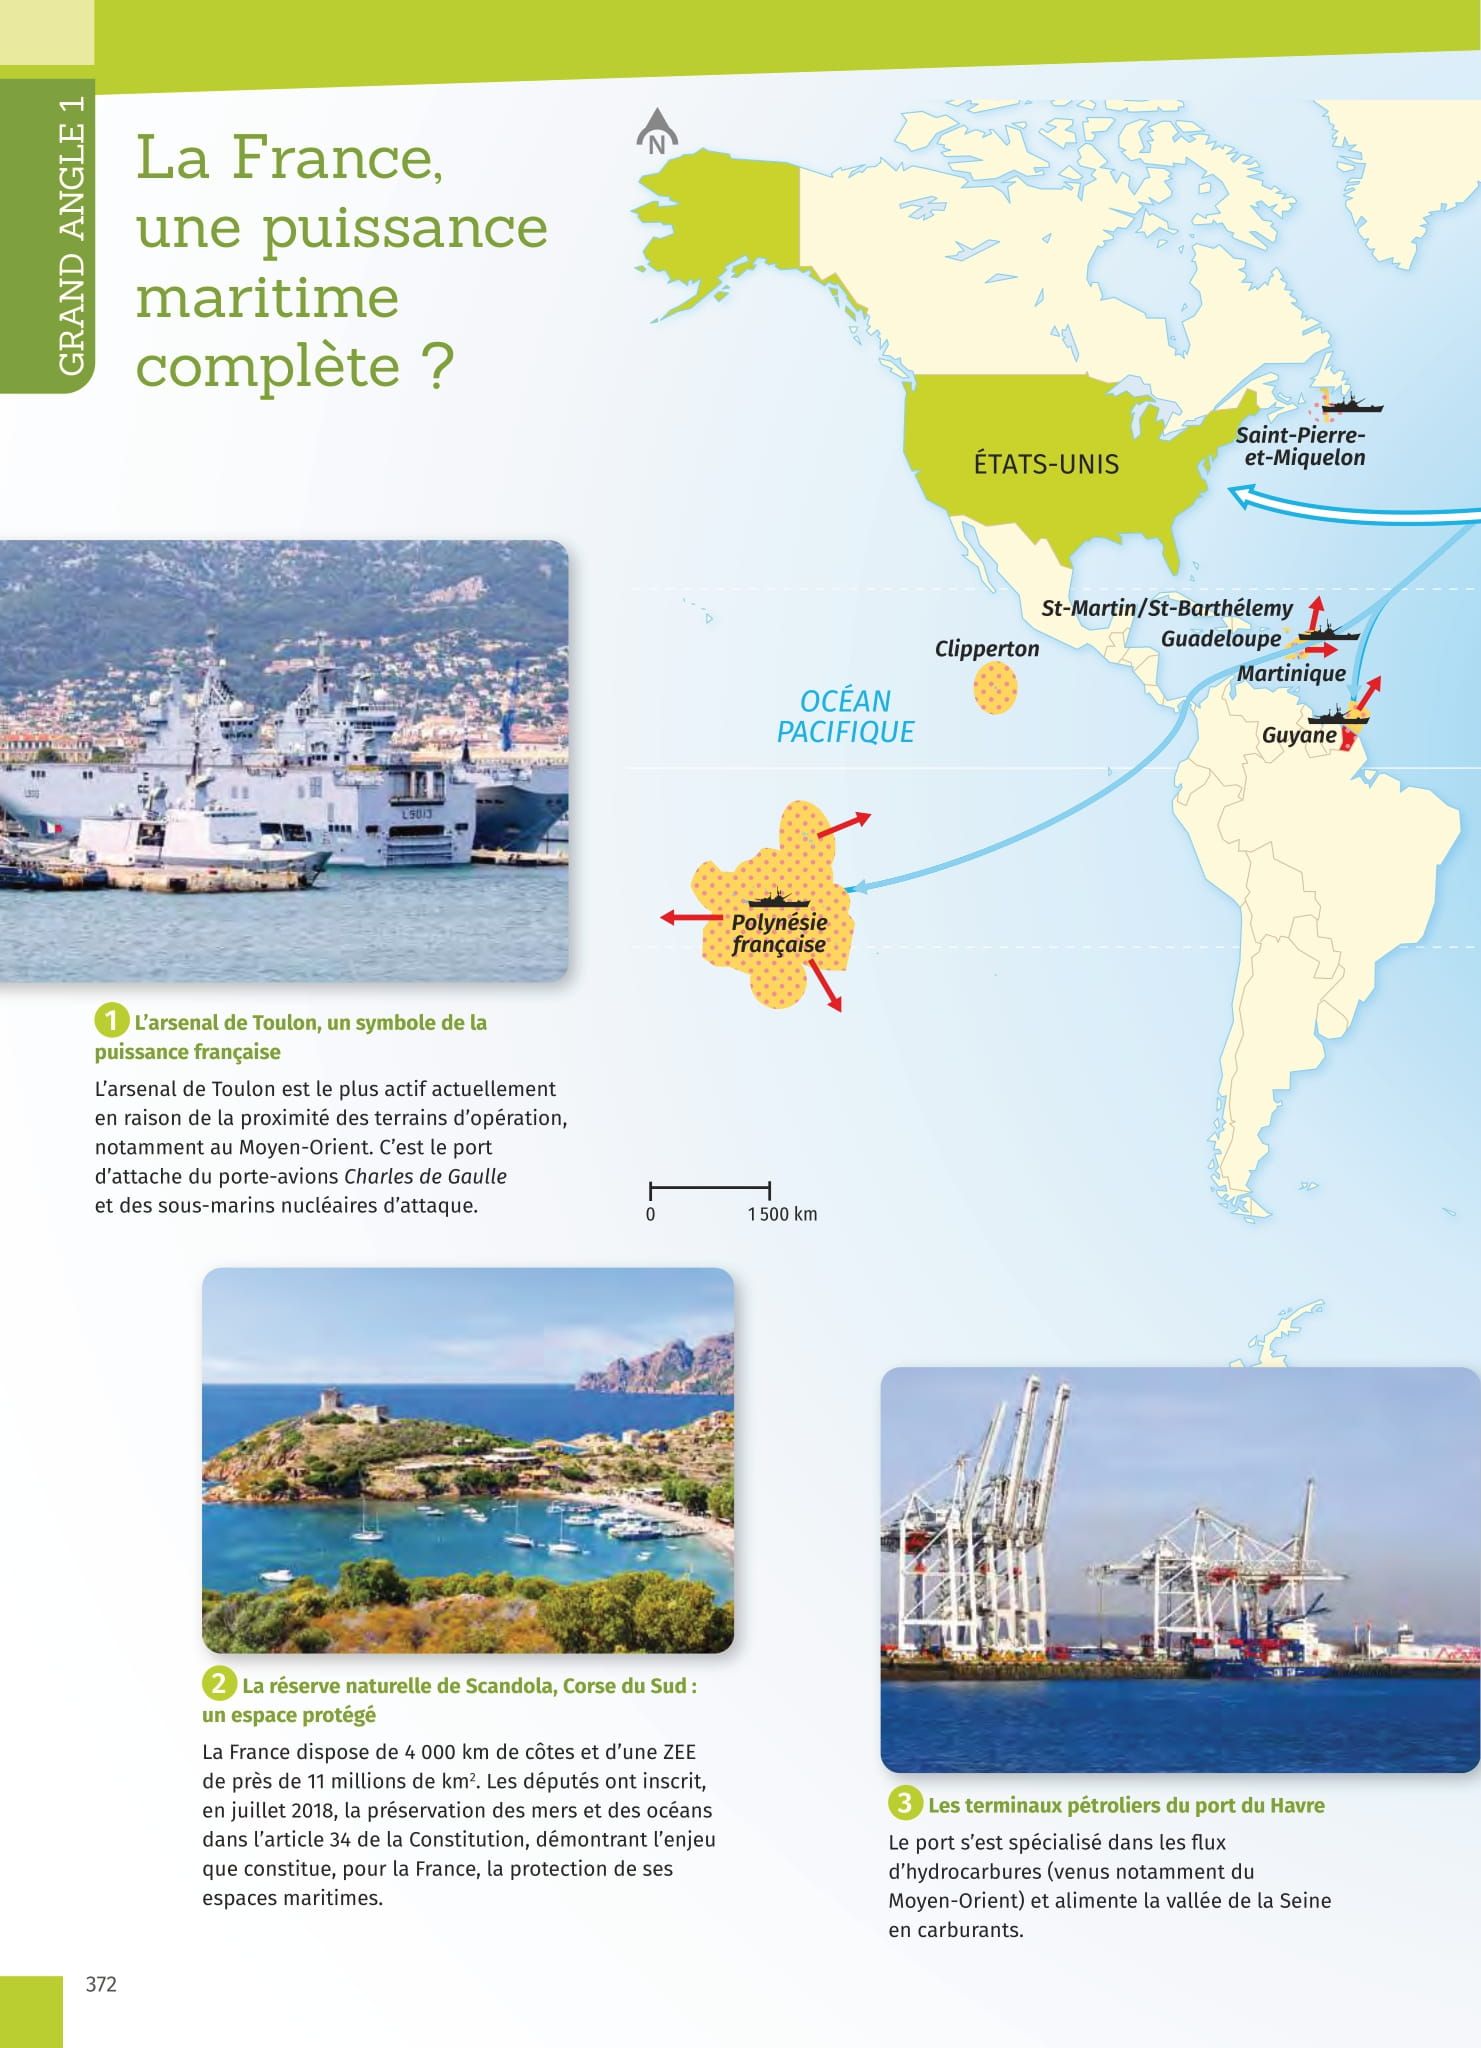 GRAND ANGLE 1
La France,
une puissance
maritime
complète ?
N
ÉTATS-UNIS
Saint-Pierre-
et-Miquelon
St-Martin/St-Barthélemy
Guadeloupe
Martinique
Clipperton
OCÉAN
PACIFIQUE
Guyane
Polynésie
française
0 1 500 km
L9013
1 L'arsenal de Toulon, un symbole de la
puissance française
L'arsenal de Toulon est le plus actif actuellement
en raison de la proximité des terrains d'opération,
notamment au Moyen-Orient. C'est le port
d'attache du porte-avions Charles de Gaulle
et des sous-marins nucléaires d'attaque.
2 La réserve naturelle de Scandola, Corse du Sud :
un espace protégé
La France dispose de 4 000 km de côtes et d'une ZEE
de près de 11 millions de km². Les députés ont inscrit,
en juillet 2018, la préservation des mers et des océans
dans l'article 34 de la Constitution, démontrant l'enjeu
que constitue, pour la France, la protection de ses
espaces maritimes.
3 Les terminaux pétroliers du port du Havre
Le port s'est spécialisé dans les flux
d'hydrocarbures (venus notamment du
Moyen-Orient) et alimente la vallée de la Seine
en carburants.
372